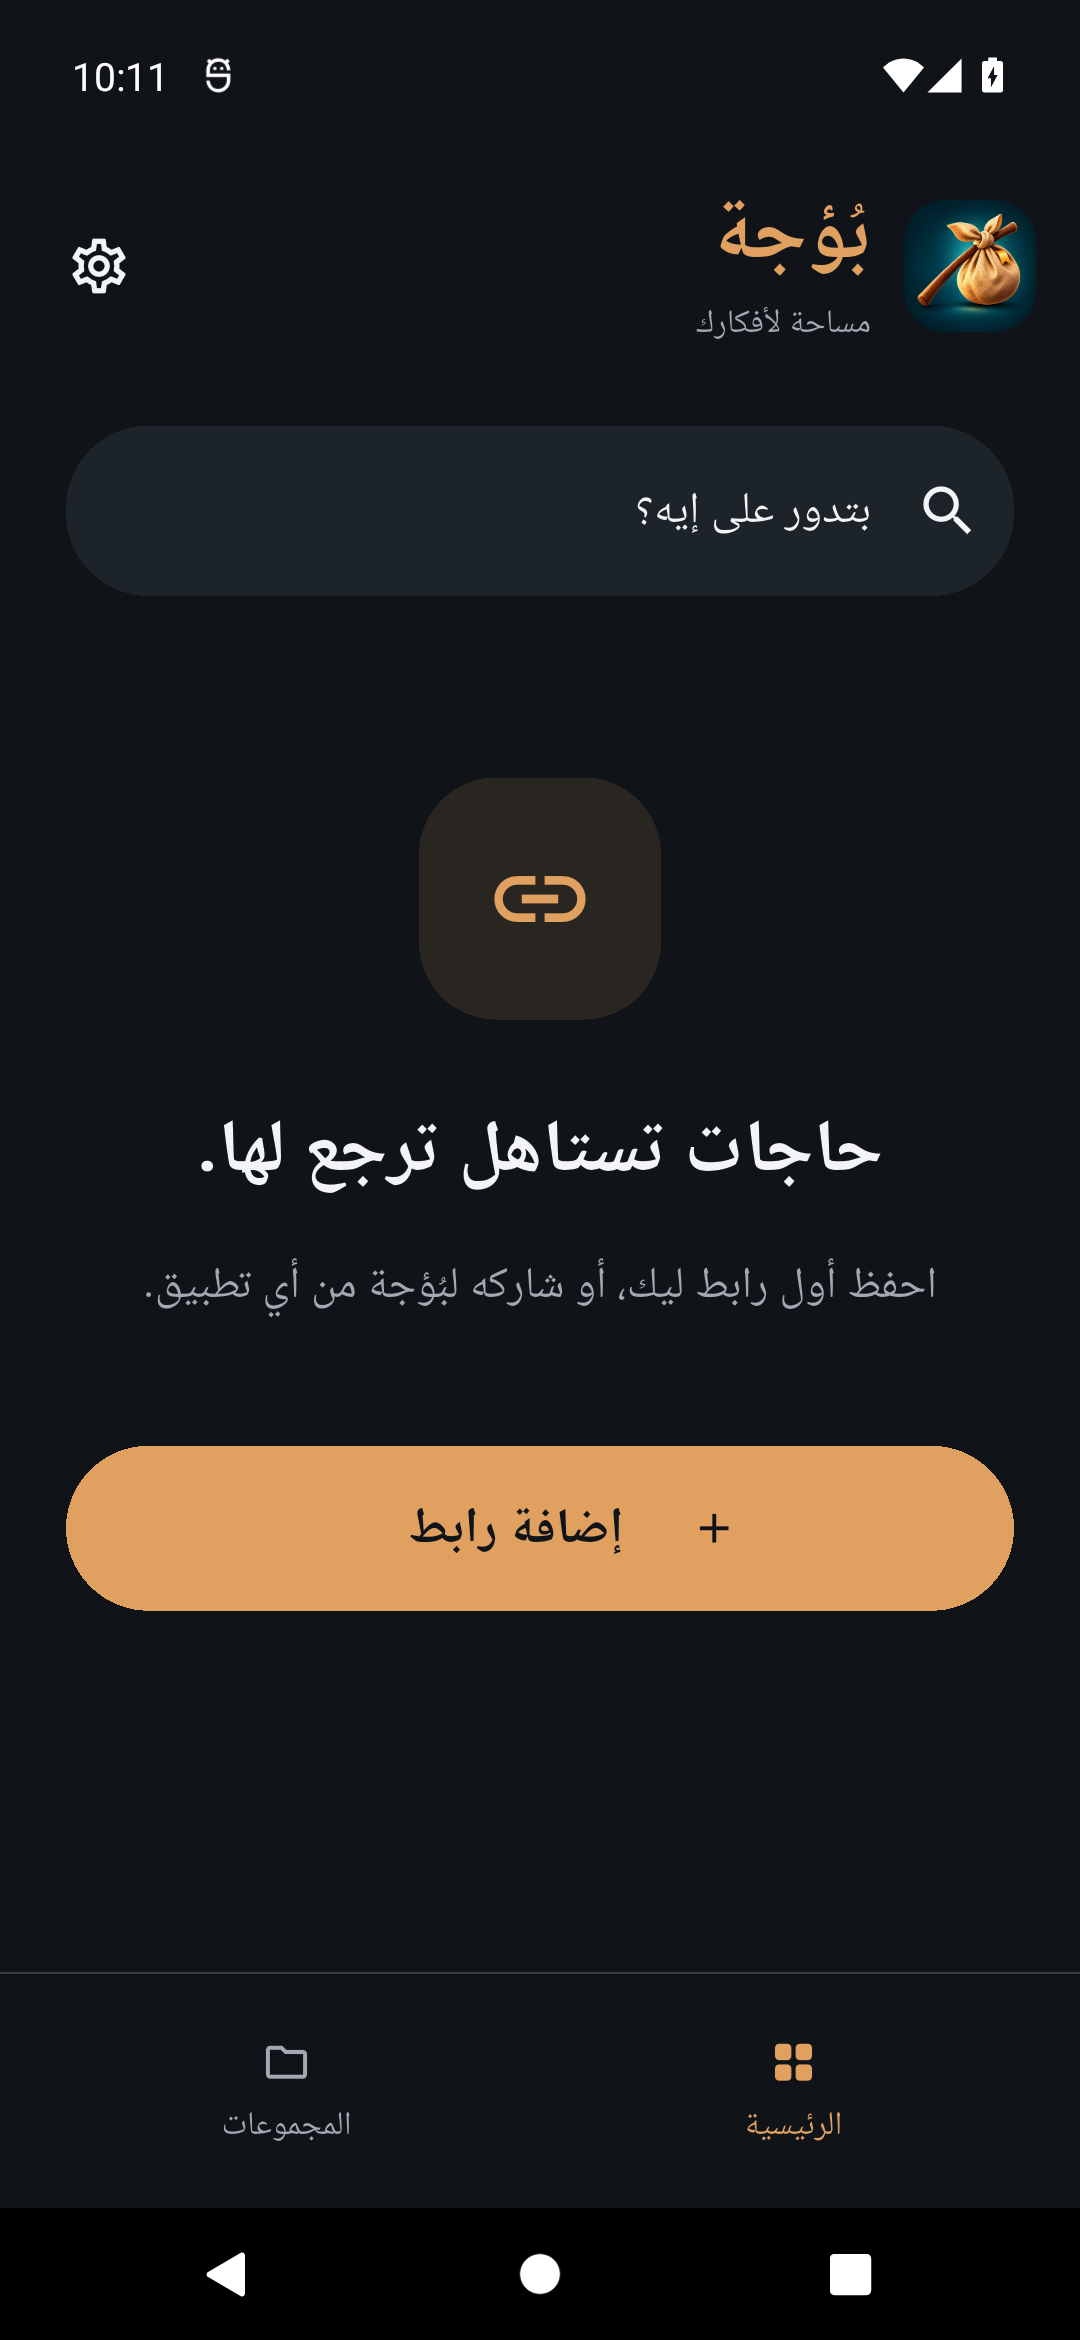 10:11
بُؤجة
مساحة لأفكارك
بتدور على إيه؟
حاجات تستاهل ترجع لها.
احفظ أول رابط ليك، أو شاركه لبُؤجة من أي تطبيق.
إضافة رابط
الرئيسية
المجموعات